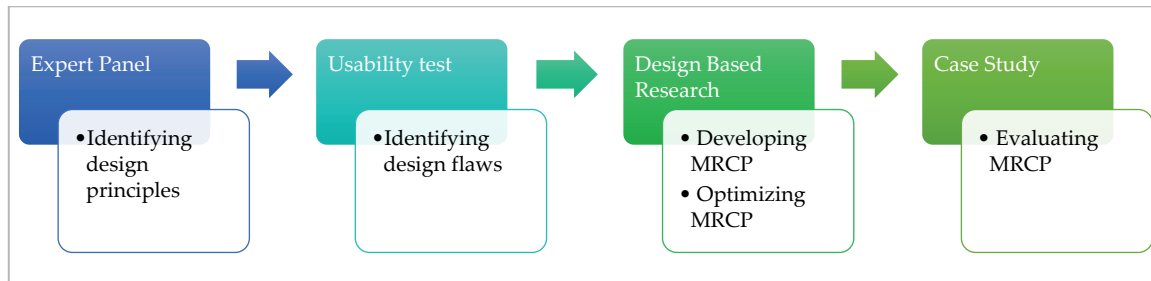 Expert Panel
•Identifying
design
principles
Usability test
•Identifying
design flaws
Design Based
Research
• Developing
MRCP
• Optimizing
MRCP
Case Study
• Evaluating
MRCP